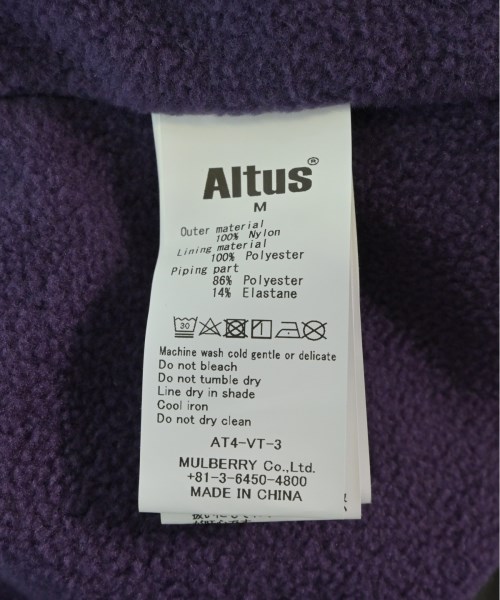 Altus®
M
Outer material
100% Nylon
Lining material
100% Polyester
Piping part
86% Polyester
14% Elastane
30
Machine wash cold gentle or delicate
Do not bleach
Do not tumble dry
Line dry in shade
Cool iron
Do not dry clean
AT4-VT-3
MULBERRY Co.,Ltd.
+81-3-6450-4800
MADE IN CHINA